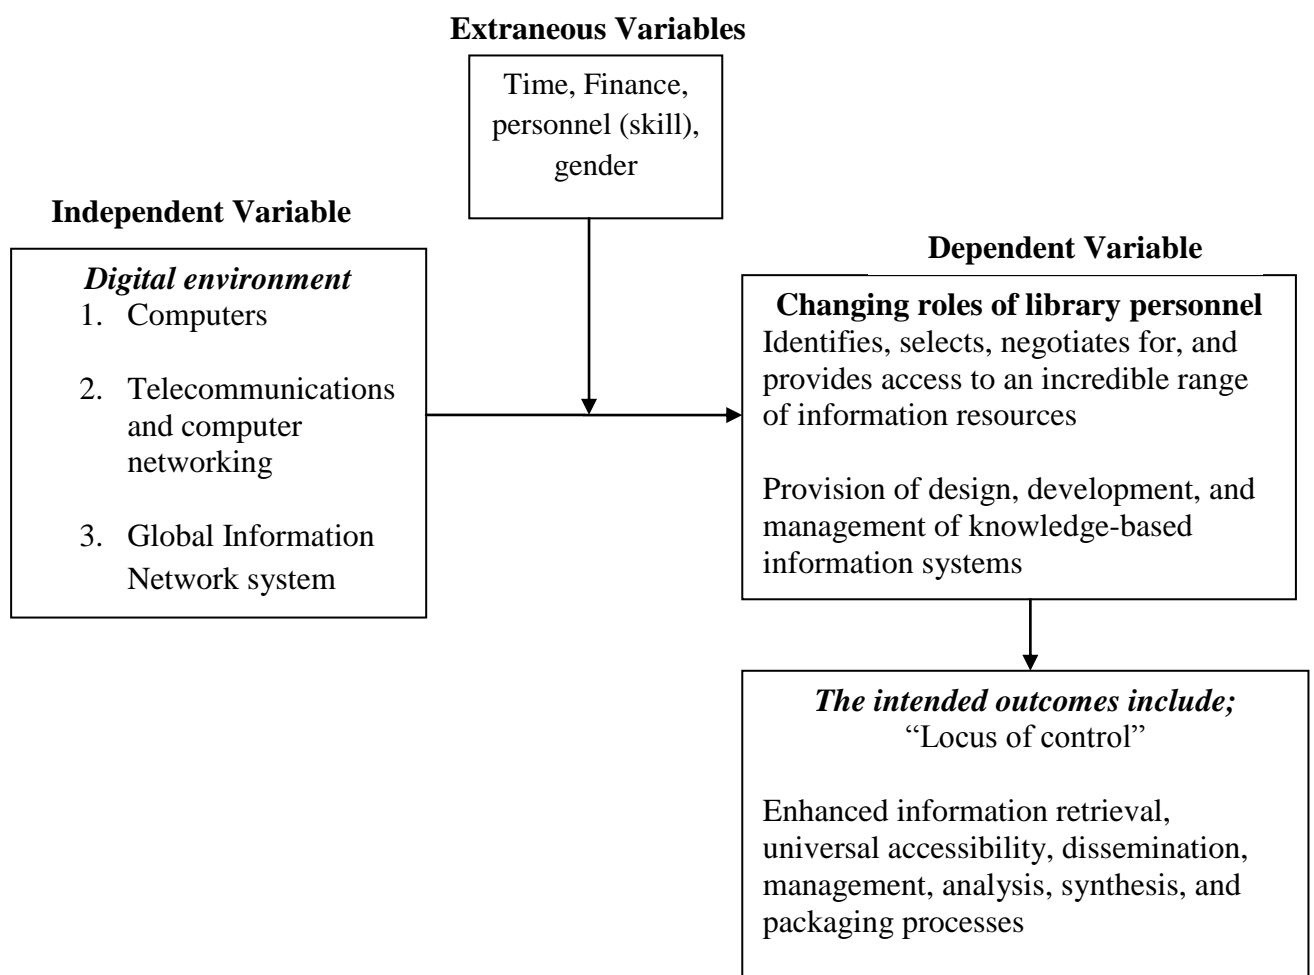 Extraneous Variables
Time, Finance,
personnel (skill),
gender
Independent Variable
Digital environment
1. Computers
2. Telecommunications
and computer
networking
3. Global Information
Network system
Dependent Variable
Changing roles of library personnel
Identifies, selects, negotiates for, and
provides access to an incredible range
of information resources
Provision of design, development, and
management of knowledge-based
information systems
The intended outcomes include;
“Locus of control”
Enhanced information retrieval,
universal accessibility, dissemination,
management, analysis, synthesis, and
packaging processes